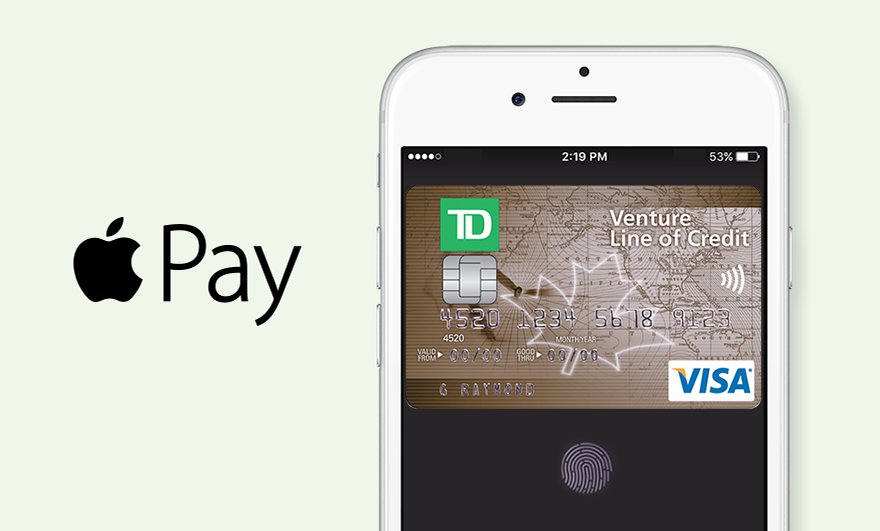 Pay
2:19 PM
53%
TD
Venture
Line of Credit
4520 1234 5678 9123
4520
MONTH/YEAR
VALID
FROM 00/00
GOOD
THRU 00/00
G RAYMOND
VISA